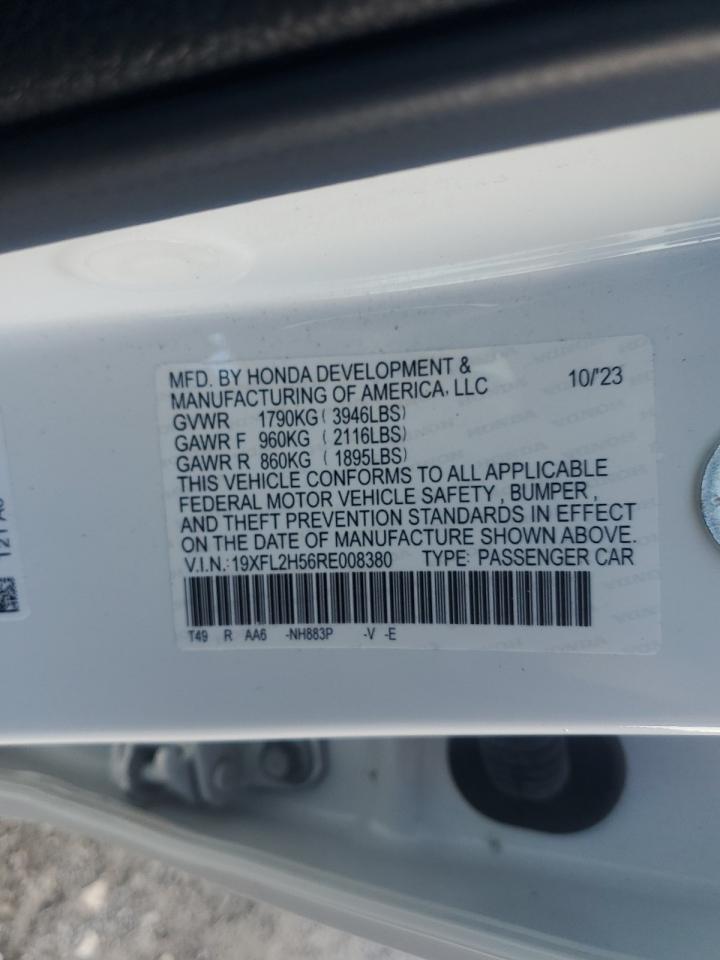 MFD. BY HONDA DEVELOPMENT & 10/'23
MANUFACTURING OF AMERICA, LLC
GVWR 1790KG ( 3946LBS)
GAWR F 960KG ( 2116LBS)
GAWR R 860KG ( 1895LBS)
THIS VEHICLE CONFORMS TO ALL APPLICABLE
FEDERAL MOTOR VEHICLE SAFETY, BUMPER,
AND THEFT PREVENTION STANDARDS IN EFFECT
ON THE DATE OF MANUFACTURE SHOWN ABOVE.
V.I.N.:19XFL2H56RE008380 TYPE: PASSENGER CAR
T49 R AA6 -NH883P -V -E